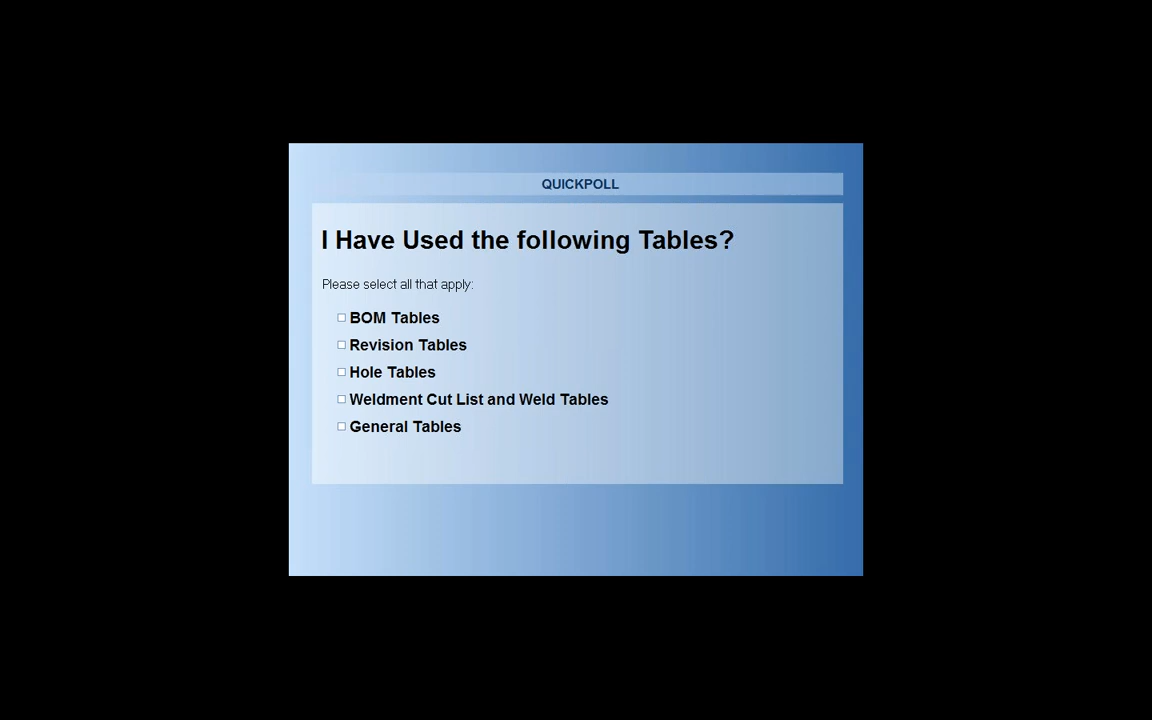 QUICKPOLL
I Have Used the following Tables?
Please select all that apply:
BOM Tables
Revision Tables
Hole Tables
Weldment Cut List and Weld Tables
General Tables